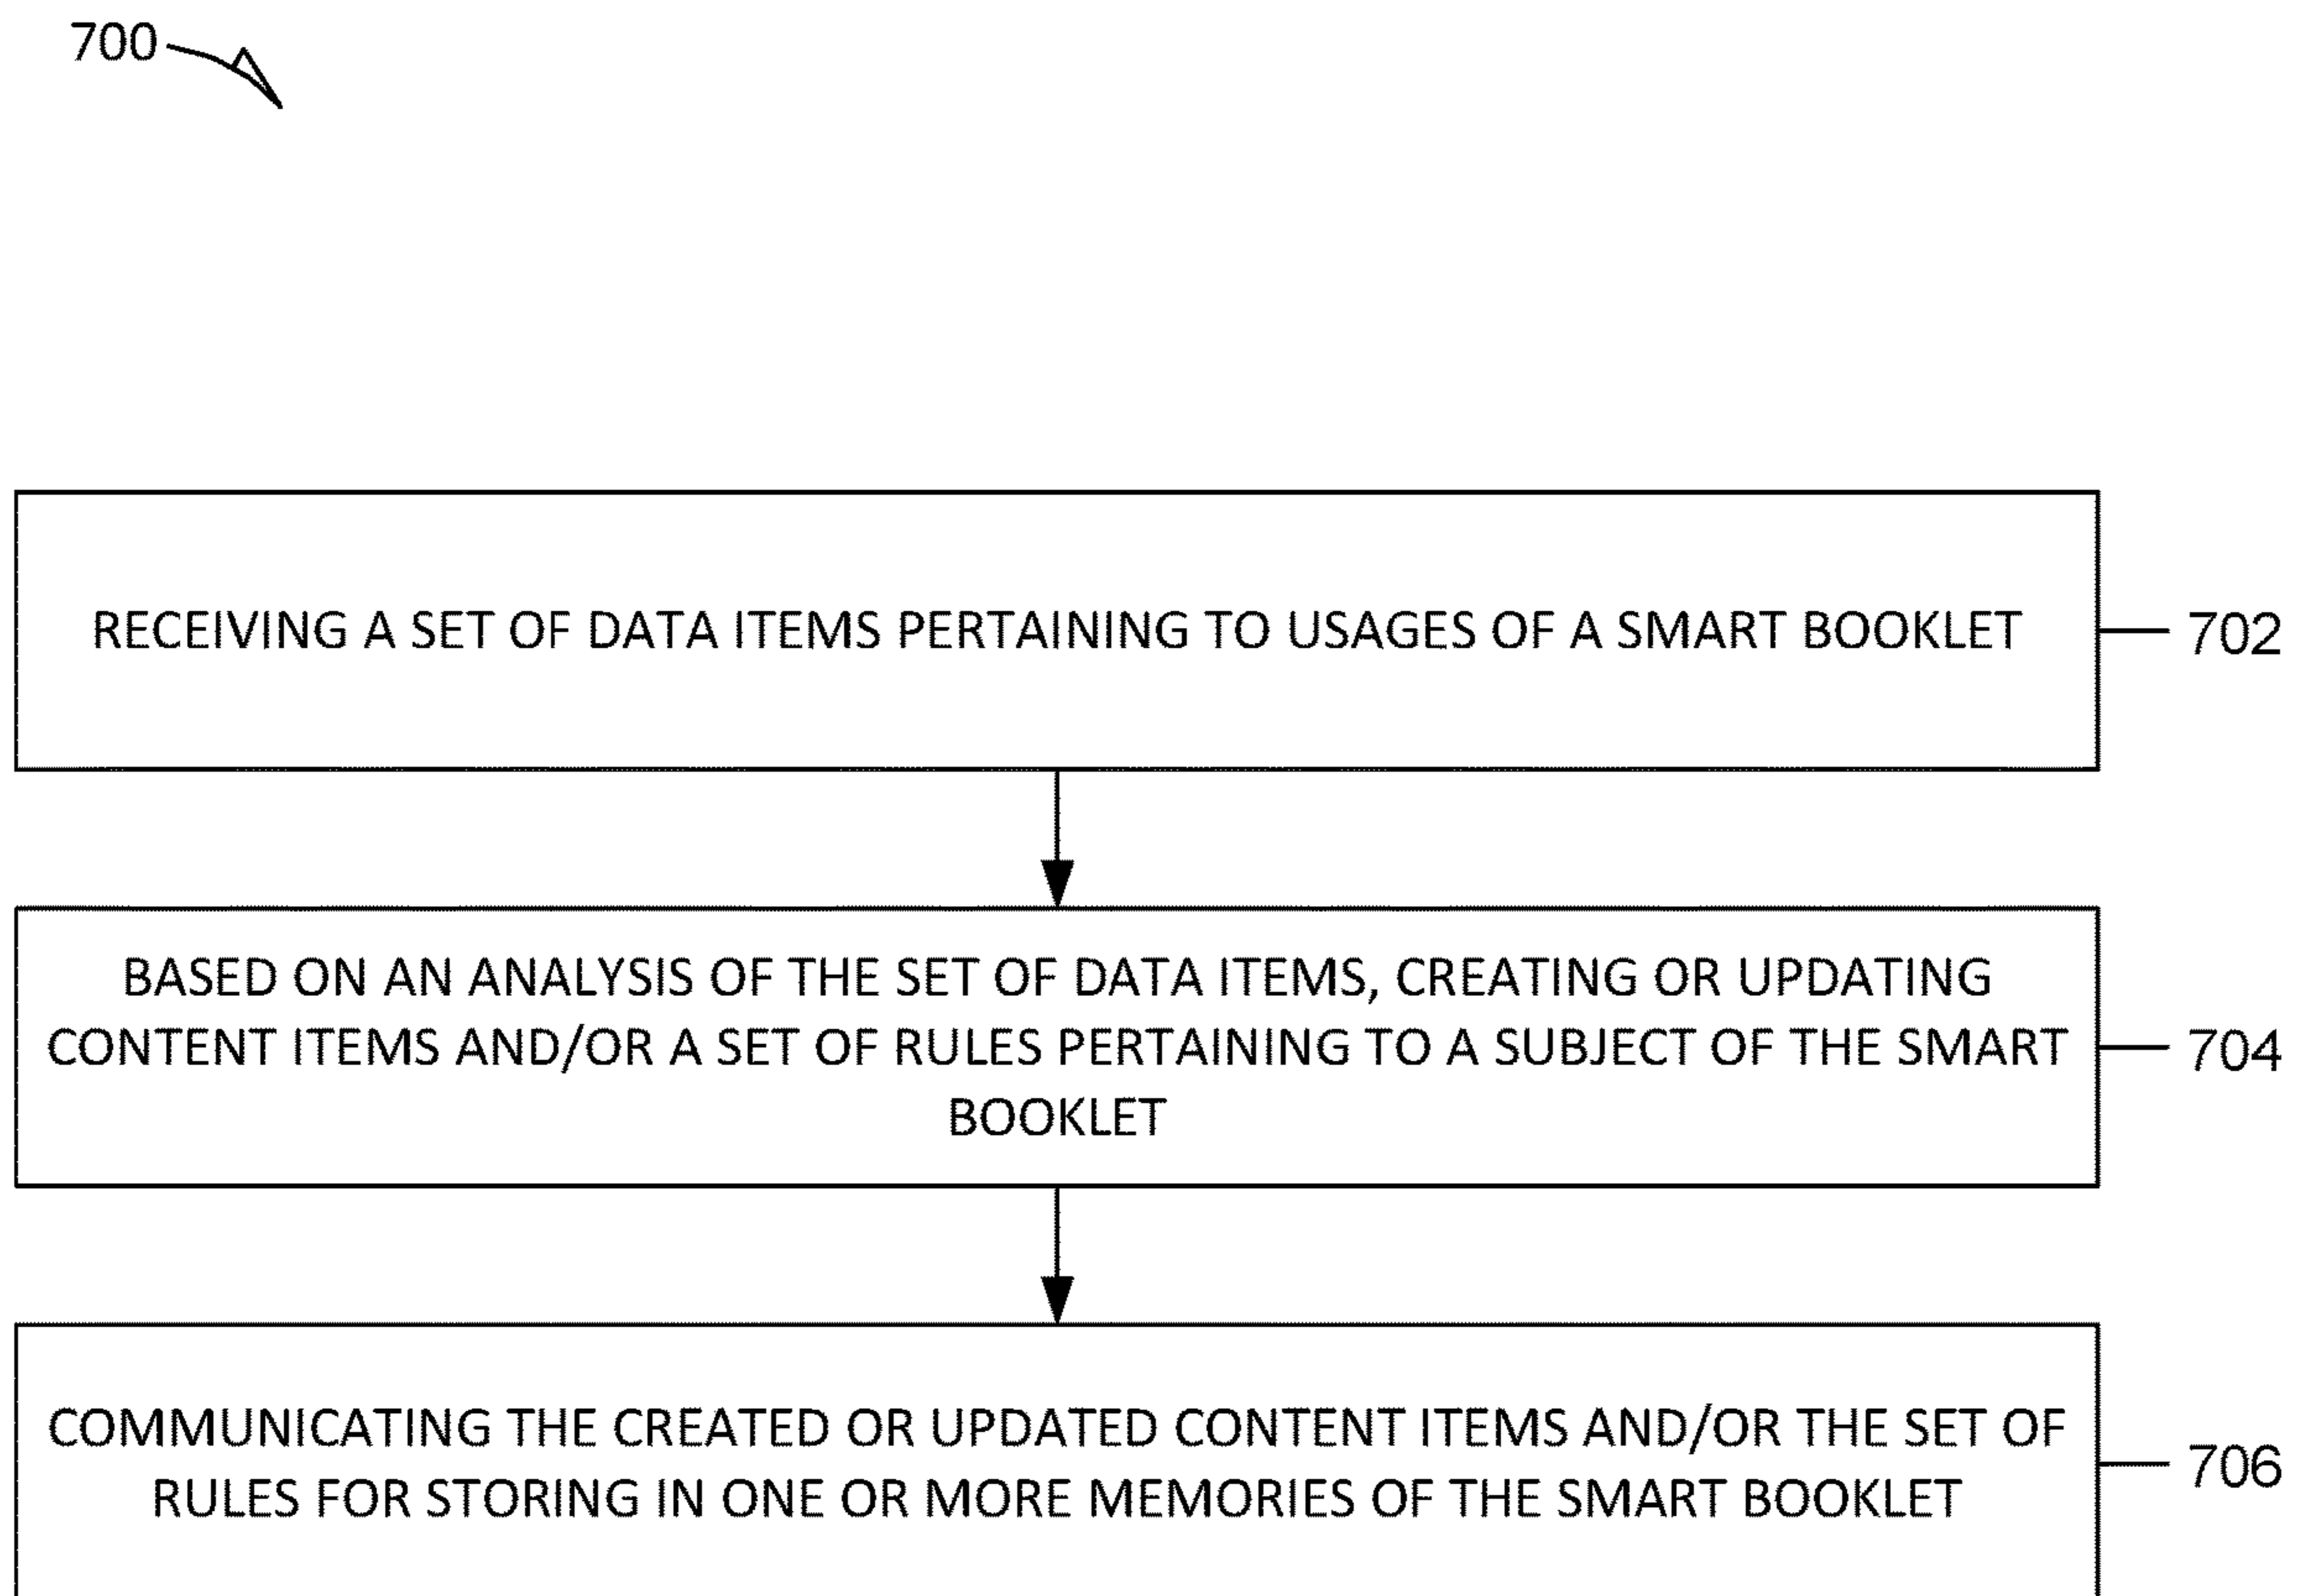 700
RECEIVING A SET OF DATA ITEMS PERTAINING TO USAGES OF A SMART BOOKLET
702
BASED ON AN ANALYSIS OF THE SET OF DATA ITEMS, CREATING OR UPDATING
CONTENT ITEMS AND/OR A SET OF RULES PERTAINING TO A SUBJECT OF THE SMART
BOOKLET
704
COMMUNICATING THE CREATED OR UPDATED CONTENT ITEMS AND/OR THE SET OF
RULES FOR STORING IN ONE OR MORE MEMORIES OF THE SMART BOOKLET
706